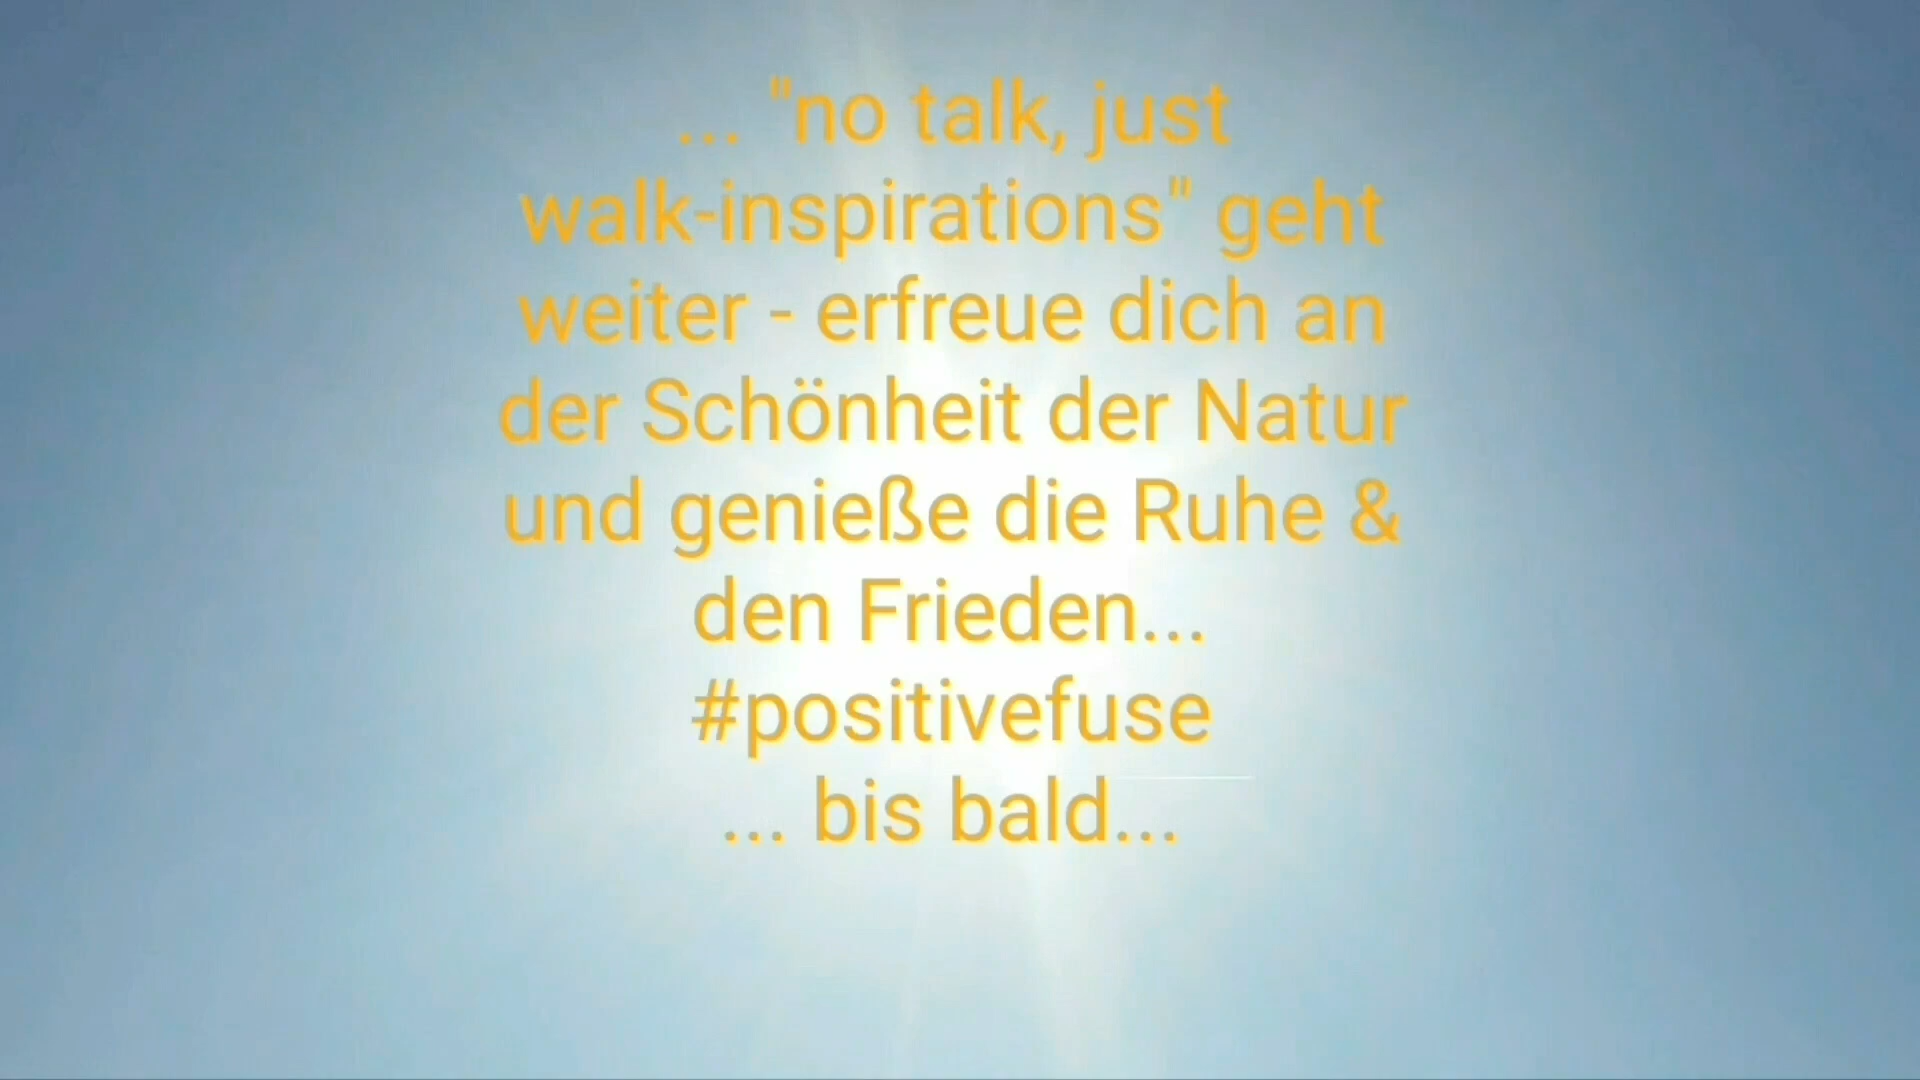 ... "no talk, just
walk-inspirations" geht
weiter - erfreue dich an
der Schönheit der Natur
und genieße die Ruhe &
den Frieden...
#positivefuse
... bis bald...